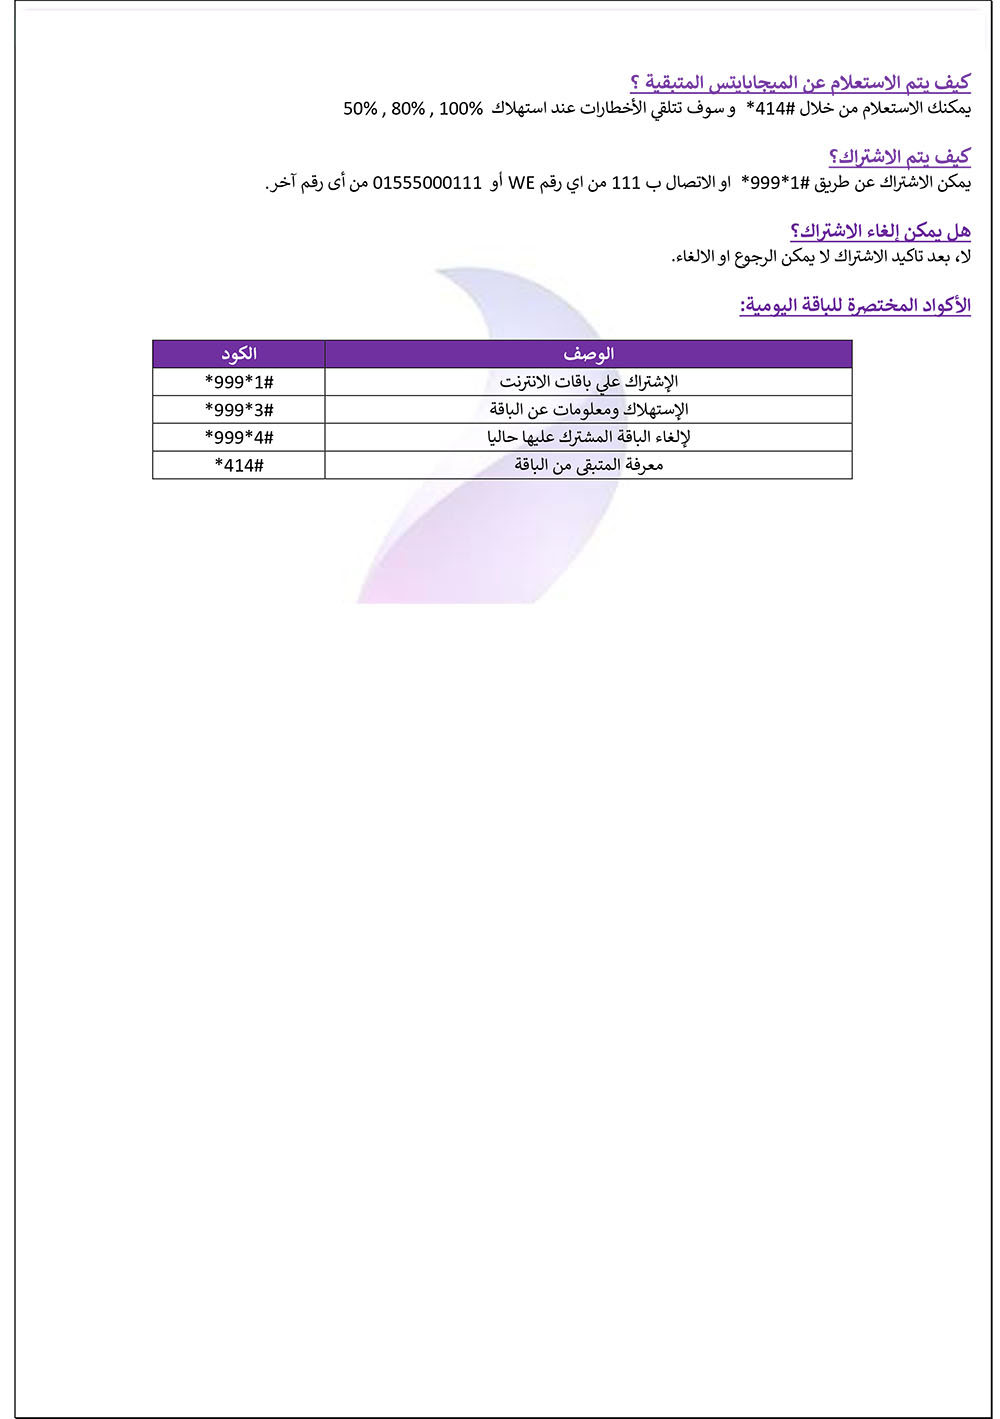 كيف يتم الاستعلام عن الميجابايتس المتبقية ؟
يمكنك الاستعلام من خلال #414* و سوف تتلقي الأخطارات عند استهلاك 100% , 80% , 50%
كيف يتم الاشتراك؟
يمكن الاشتراك عن طريق #1*999* او الاتصال ب 111 من اي رقم WE أو 01555000111 من أى رقم آخر.
هل يمكن إلغاء الاشتراك؟
لا، بعد تاكيد الاشتراك لا يمكن الرجوع او الالغاء.
الأكواد المختصرة للباقة اليومية:
الوصف الكود
الإشتراك علي باقات الانترنت *999*1#
الإستهلاك ومعلومات عن الباقة *999*3#
لإلغاء الباقة المشترك عليها حاليا *999*4#
معرفة المتبقى من الباقة *414#